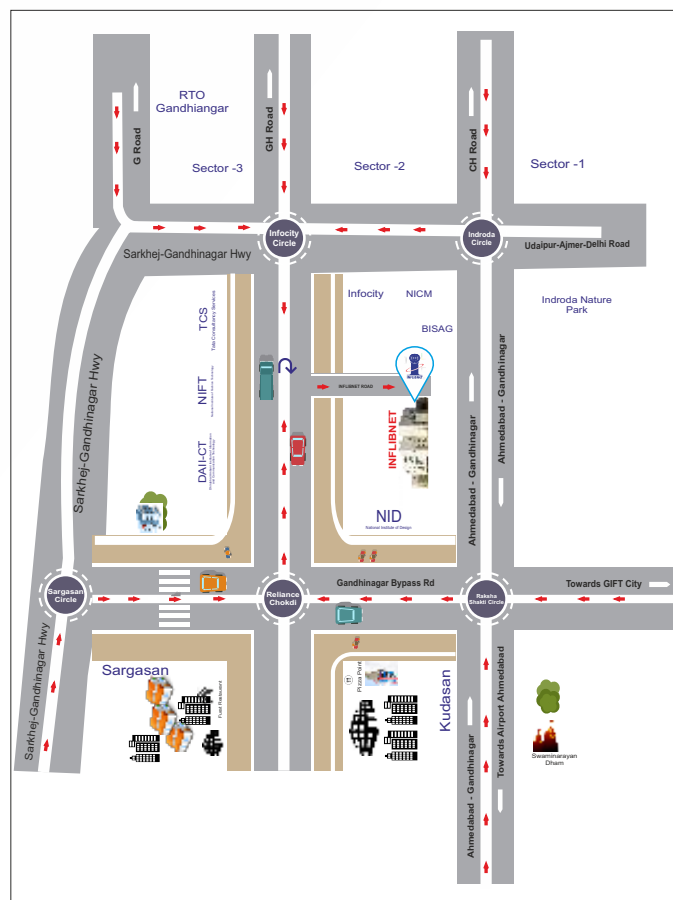 RTO
Gandhiangar
G Road
GH Road
CH Road
Sector -3
Sector -2
Sector -1
Infocity
Circle
Indroda
Circle
Udaipur-Ajmer-Delhi Road
Sarkhej-Gandhinagar Hwy
Infocity
NICM
BISAG
Indroda Nature
Park
TCS
Tata Consultancy Services
NIFT
DAII-CT
Sarkhej-Gandhinagar Hwy
INFLIBNET ROAD
INFLIBNET
NID
National Institute of Design
Ahmedabad - Gandhinagar
Ahmedabad - Gandhinagar
Sargasan
Circle
Reliance
Chokdi
Gandhinagar Bypass Rd
Raksha
Shakti Circle
Towards GIFT City
Sarkhej-Gandhinagar Hwy
Sargasan
Pizza Point
Kudasan
Ahmedabad - Gandhinagar
Towards Airport Ahmedabad
Swaminarayan
Dham